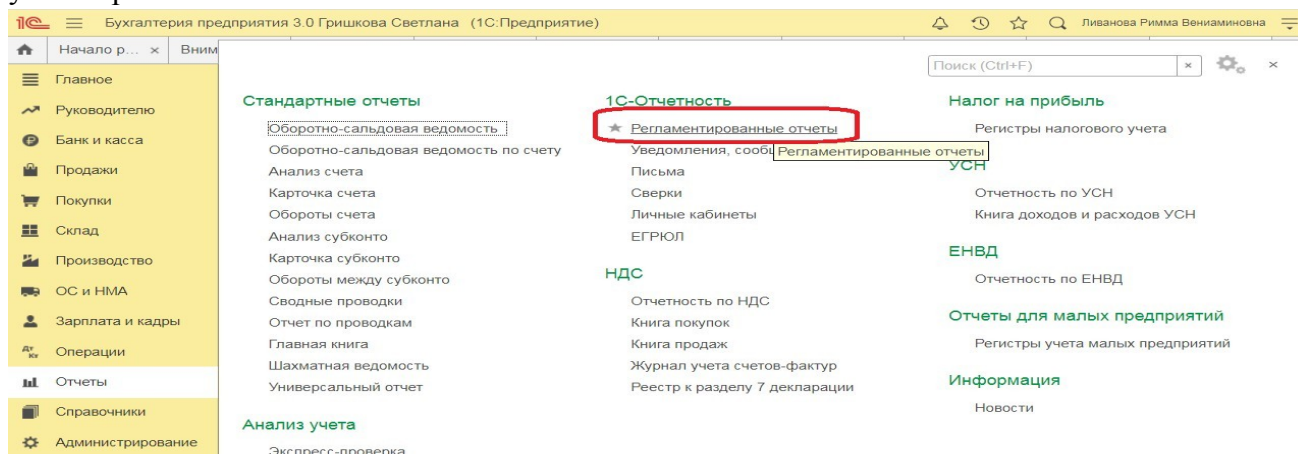 1С Бухгалтерия предприятия 3.0 Гришкова Светлана (1С:Предприятие) Ливанова Римма Вениаминовна
Начало р... × Вним
Поиск (Ctrl+F) ×
Главное
Руководителю
Банк и касса
Продажи
Покупки
Склад
Производство
ОС и НМА
Зарплата и кадры
Операции
Отчеты
Справочники
Администрирование
Стандартные отчеты
Оборотно-сальдовая ведомость
Оборотно-сальдовая ведомость по счету
Анализ счета
Карточка счета
Обороты счета
Анализ субконто
Карточка субконто
Обороты между субконто
Сводные проводки
Отчет по проводкам
Главная книга
Шахматная ведомость
Универсальный отчет
Анализ учета
Экспресс-проверка
1С-Отчетность
Регламентированные отчеты
Уведомления,
Регламентированные отчеты
Письма
Сверки
Личные кабинеты
ЕГРЮЛ
НДС
Отчетность по НДС
Книга покупок
Книга продаж
Журнал учета счетов-фактур
Реестр к разделу 7 декларации
Налог на прибыль
Регистры налогового учета
УСН
Отчетность по УСН
Книга доходов и расходов УСН
ЕНВД
Отчетность по ЕНВД
Отчеты для малых предприятий
Регистры учета малых предприятий
Информация
Новости